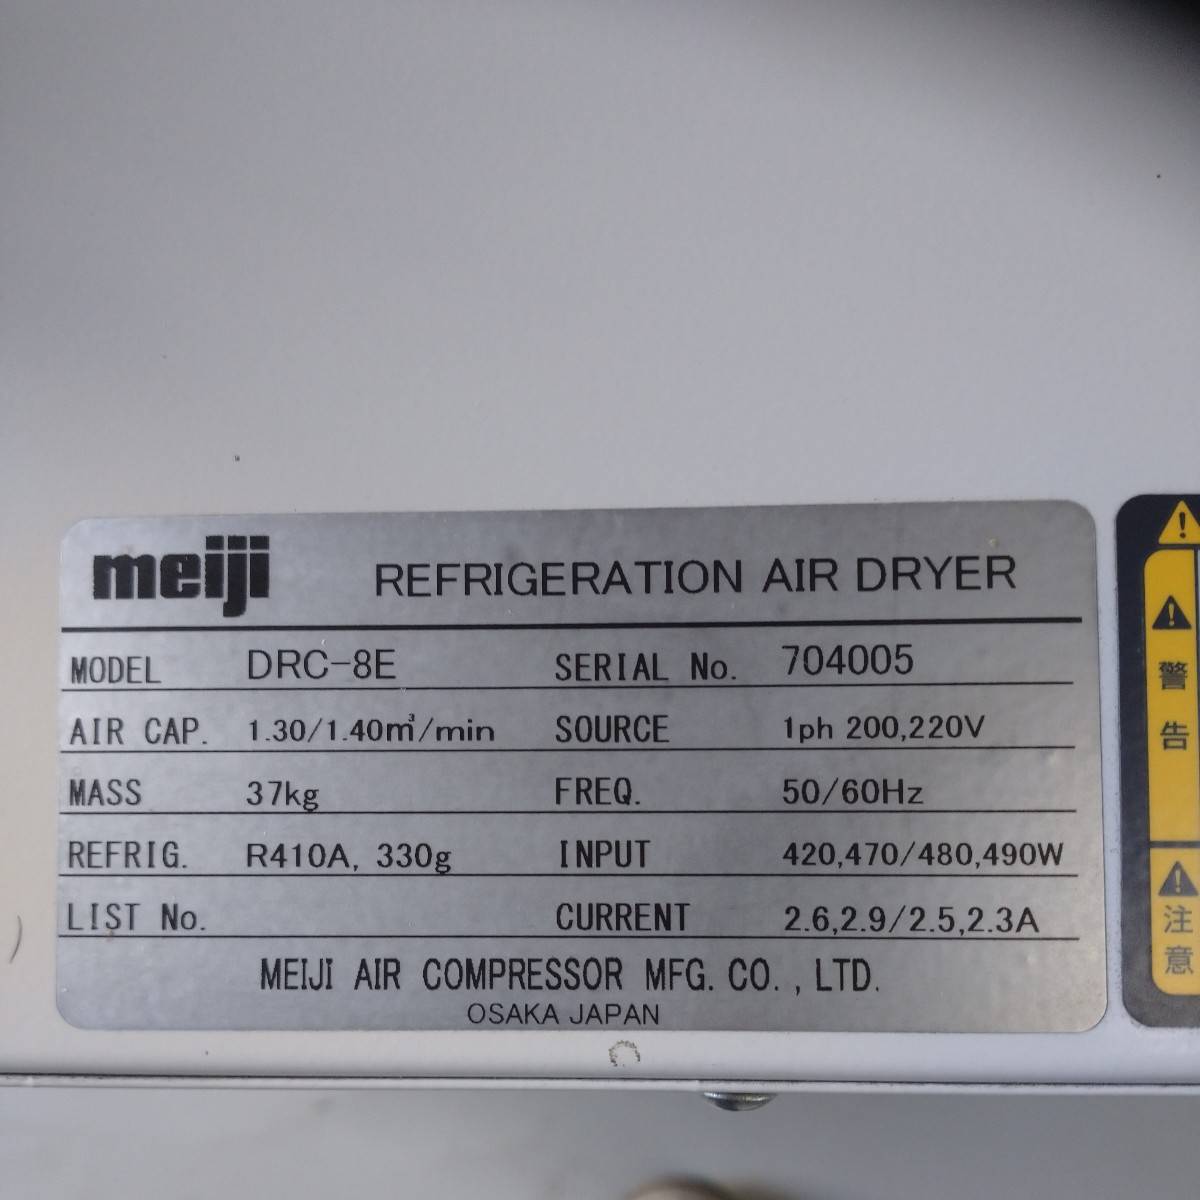 meiji REFRIGERATION AIR DRYER
MODEL DRC-8E SERIAL No. 704005
AIR CAP. 1.30/1.40m³/min SOURCE 1ph 200,220V
MASS 37kg FREQ. 50/60Hz
REFRIG. R410A, 330g INPUT 420,470/480,490W
LIST No. CURRENT 2.6,2.9/2.5,2.3A
MEIJI AIR COMPRESSOR MFG. CO., LTD.
OSAKA JAPAN
警告
注意